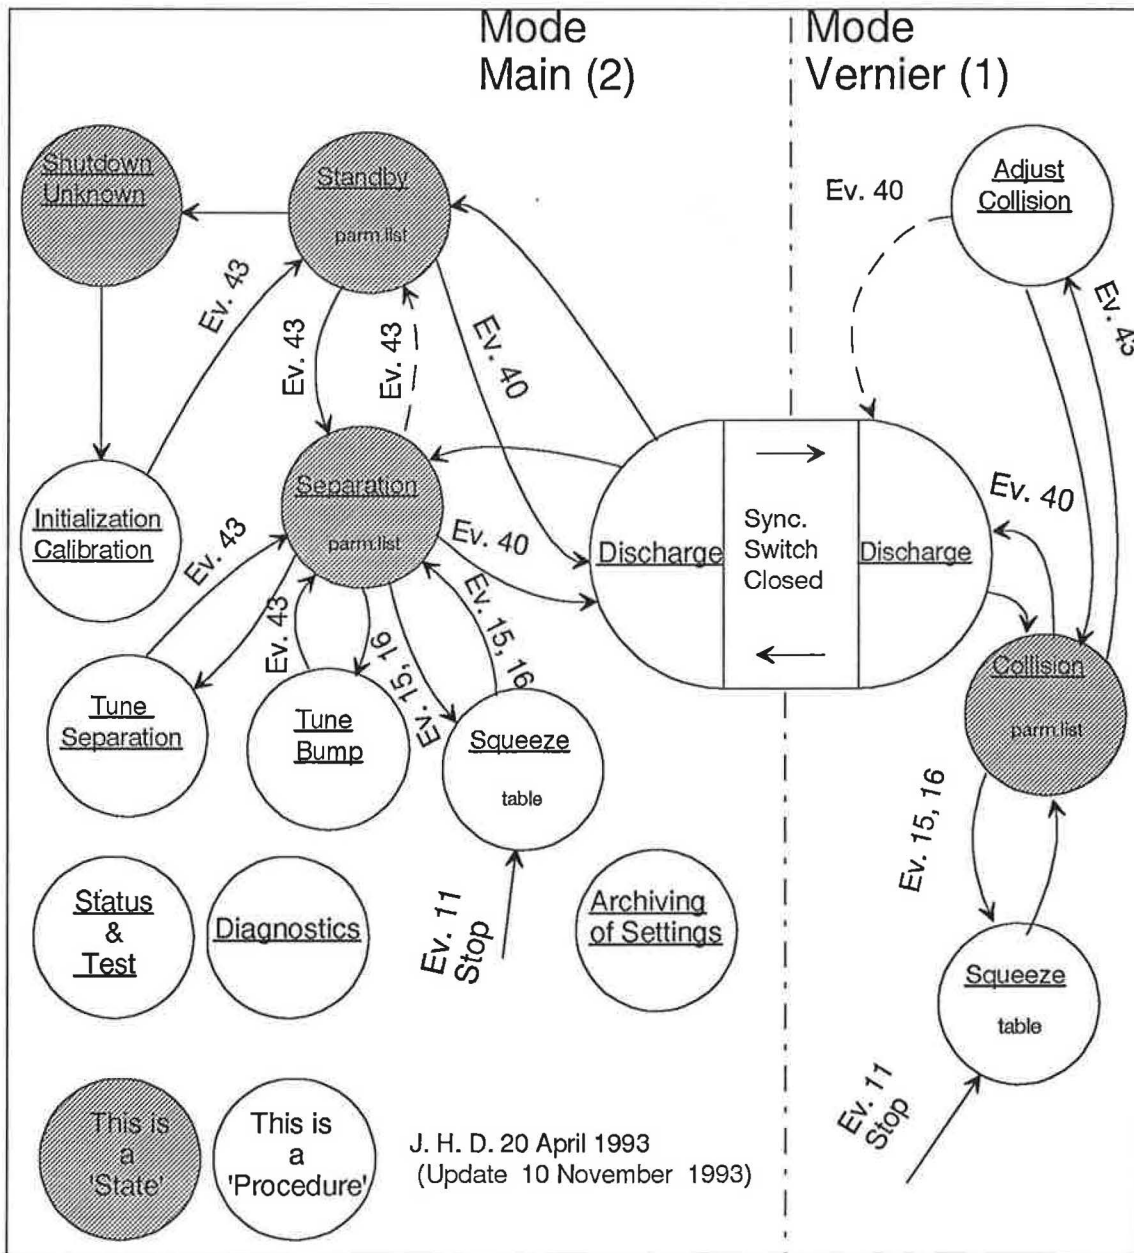 Mode
Main (2)
Mode
Vernier (1)
Shutdown
Unknown
Standby
parm.list
Ev. 40
Adjust
Collision
Ev. 43
Ev. 43
Ev. 43
Ev. 40
Ev. 43
Initialization
Calibration
Ev. 43
Separation
parm.list
Ev. 40
Discharge
Sync.
Switch
Closed
Discharge
Ev. 40
Tune
Separation
Ev. 43
Tune
Bump
Ev. 15, 16
Ev. 15, 16
Squeeze
table
Collision
parm.list
Ev. 15, 16
Status
&
Test
Diagnostics
Ev. 11
Stop
Archiving
of Settings
Squeeze
table
Ev. 11
Stop
This is
a
'State'
This is
a
'Procedure'
J. H. D. 20 April 1993
(Update 10 November 1993)